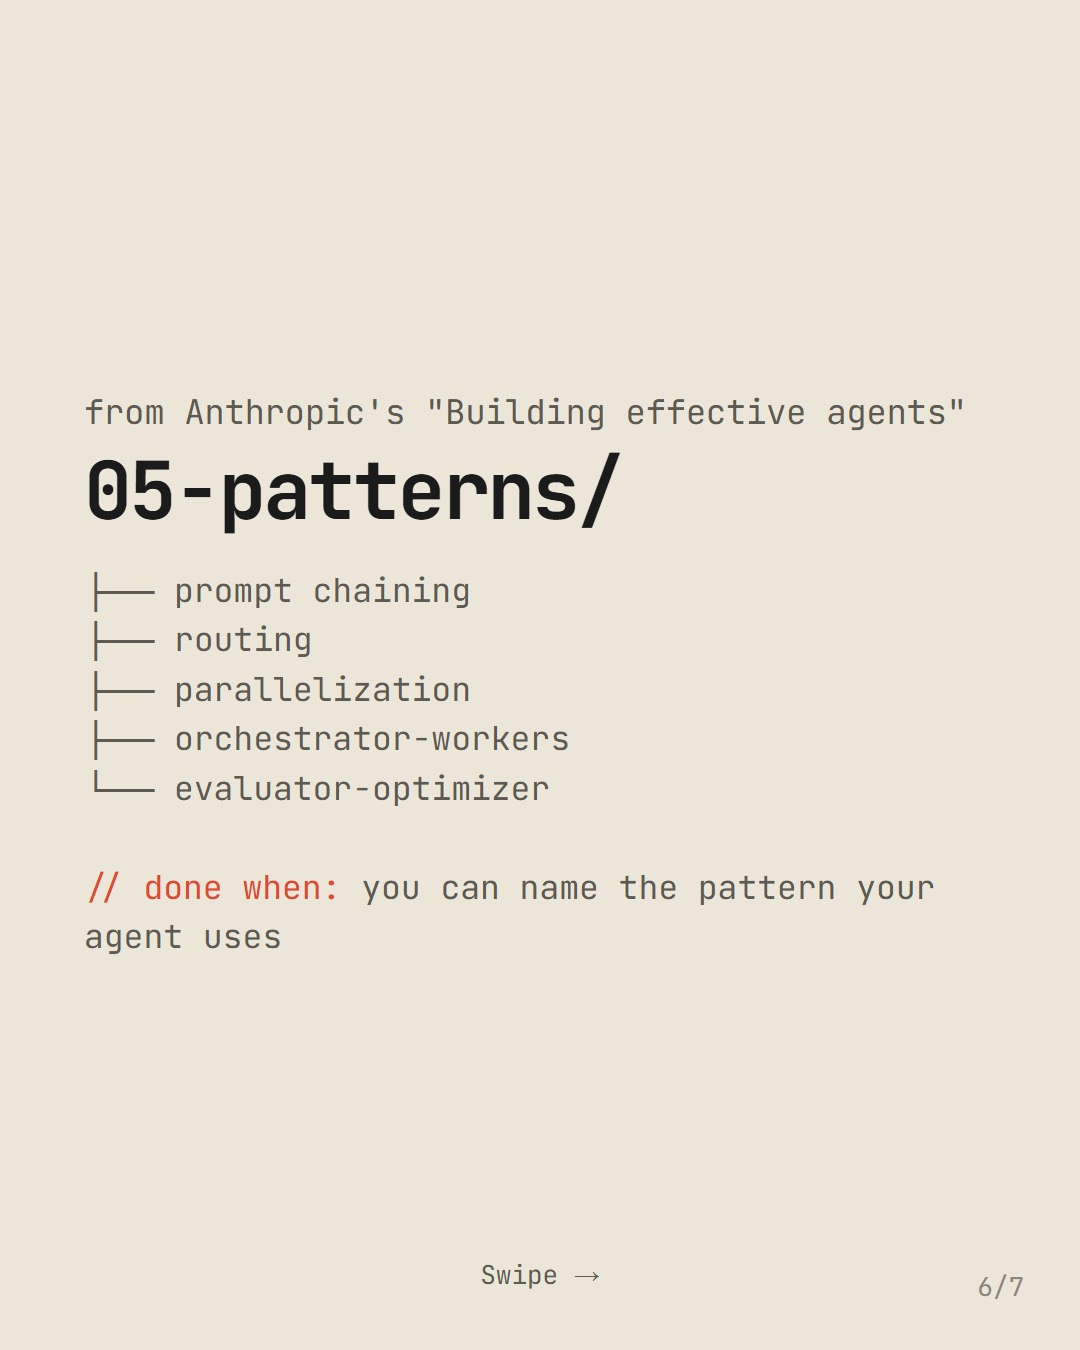 from Anthropic's "Building effective agents"
05-patterns/
├── prompt chaining
├── routing
├── parallelization
├── orchestrator-workers
└── evaluator-optimizer
// done when: you can name the pattern your
agent uses
Swipe →
6/7